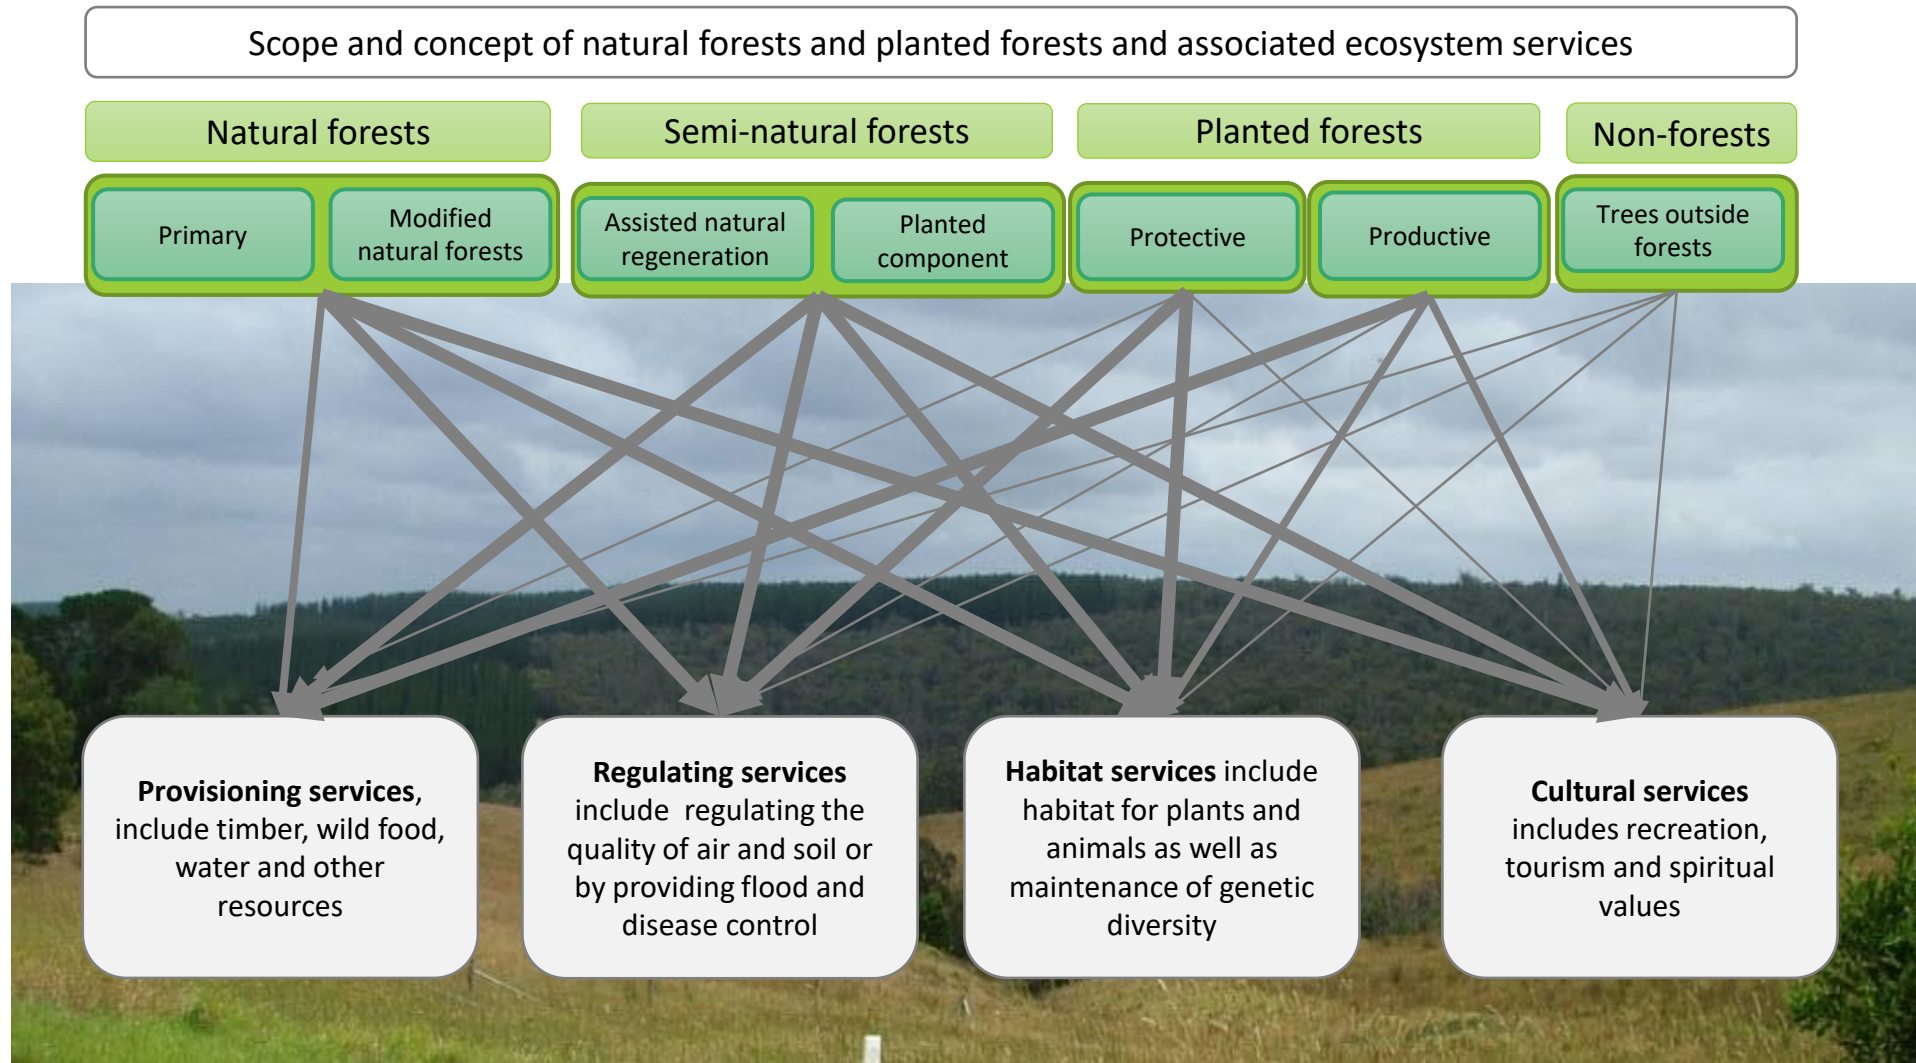 Scope and concept of natural forests and planted forests and associated ecosystem services
Natural forests
Semi-natural forests
Planted forests
Non-forests
Primary
Modified
natural forests
Assisted natural
regeneration
Planted
component
Protective
Productive
Trees outside
forests
Provisioning services,
include timber, wild food,
water and other
resources
Regulating services
include regulating the
quality of air and soil or
by providing flood and
disease control
Habitat services include
habitat for plants and
animals as well as
maintenance of genetic
diversity
Cultural services
includes recreation,
tourism and spiritual
values